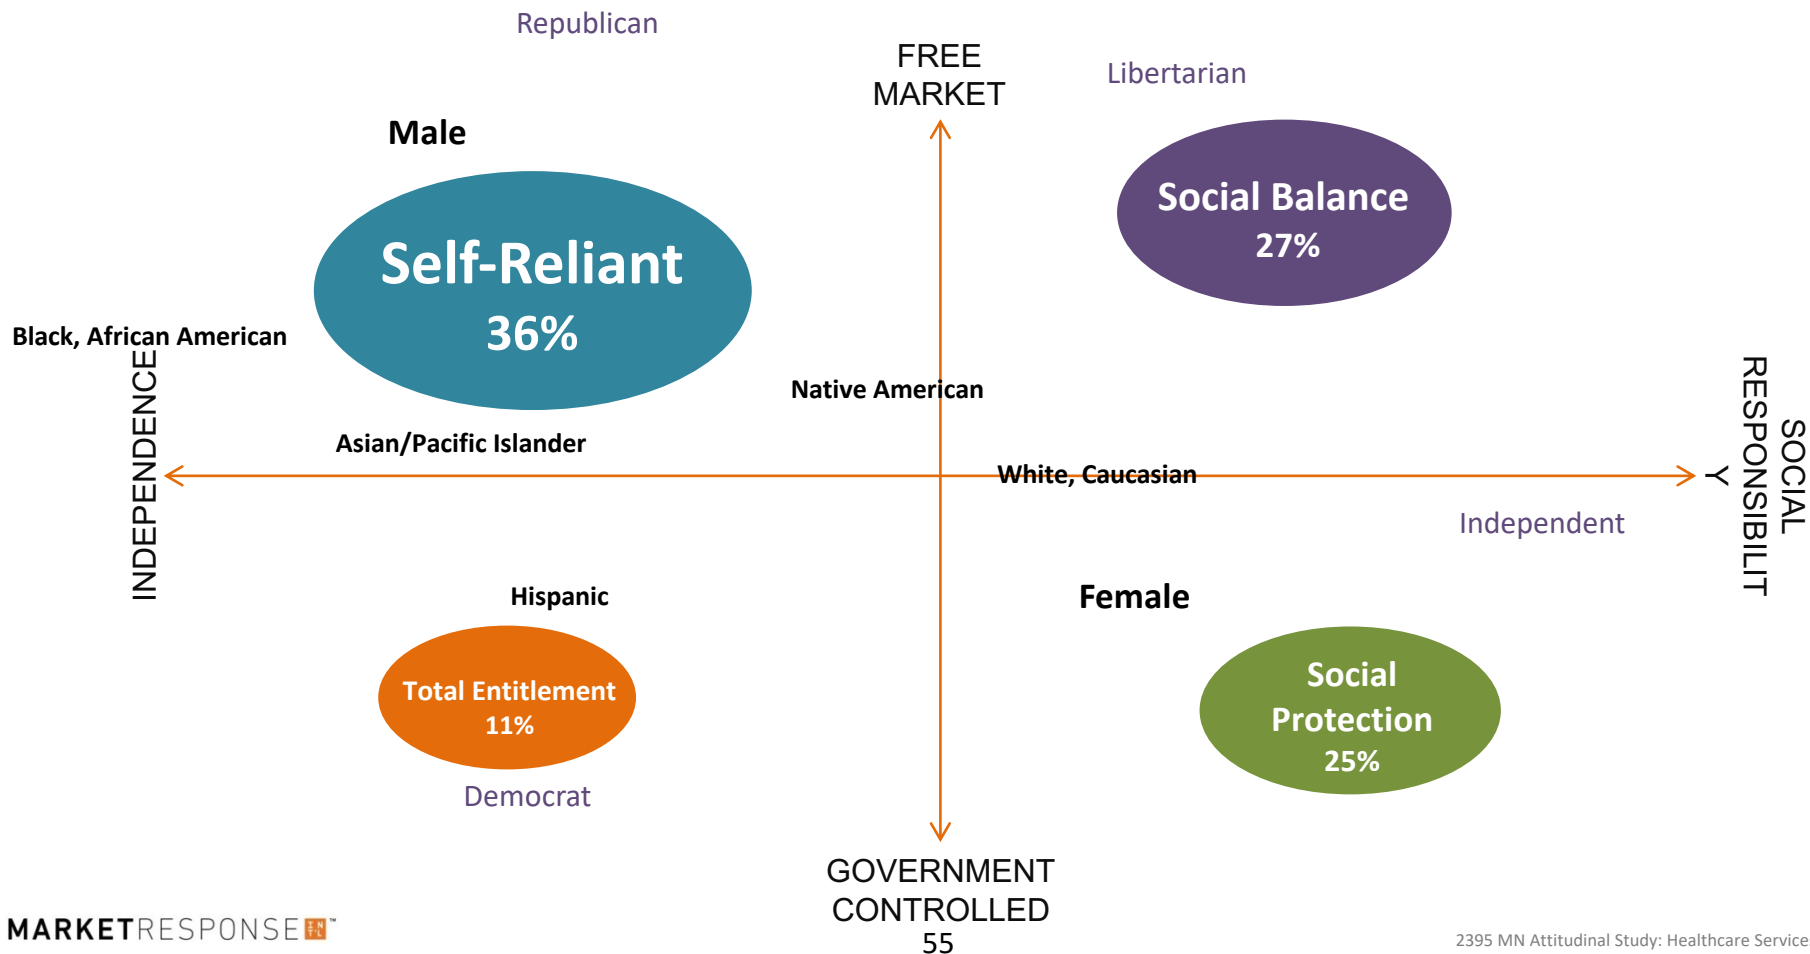 Republican
FREE
MARKET
Libertarian
Male
Self-Reliant
36%
Social Balance
27%
Black, African American
INDEPENDENCE
Native American
Asian/Pacific Islander
White, Caucasian
SOCIAL
RESPONSIBILIT
Y
Independent
Hispanic
Female
Total Entitlement
11%
Social
Protection
25%
Democrat
GOVERNMENT
CONTROLLED
55
MARKETRESPONSE INT'L™
2395 MN Attitudinal Study: Healthcare Service